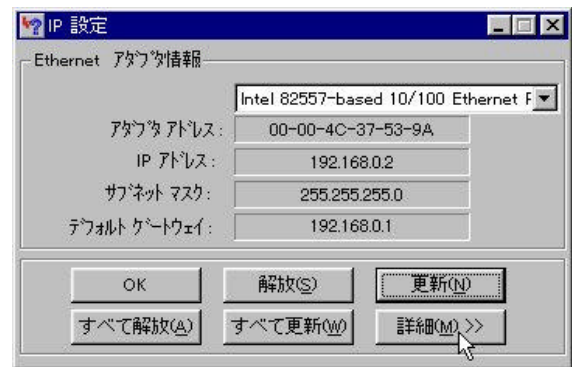 IP 設定
Ethernet ｱﾀﾞﾌﾟﾀ情報
Intel 82557-based 10/100 Ethernet F
ｱﾀﾞﾌﾟﾀ ｱﾄﾞﾚｽ :
00-00-4C-37-53-9A
IP ｱﾄﾞﾚｽ :
192.168.0.2
ｻﾌﾞﾈｯﾄ ﾏｽｸ :
255.255.255.0
ﾃﾞﾌｫﾙﾄ ｹﾞｰﾄｳｪｲ :
192.168.0.1
OK
解放(S)
更新(N)
すべて解放(A)
すべて更新(W)
詳細(M) >>